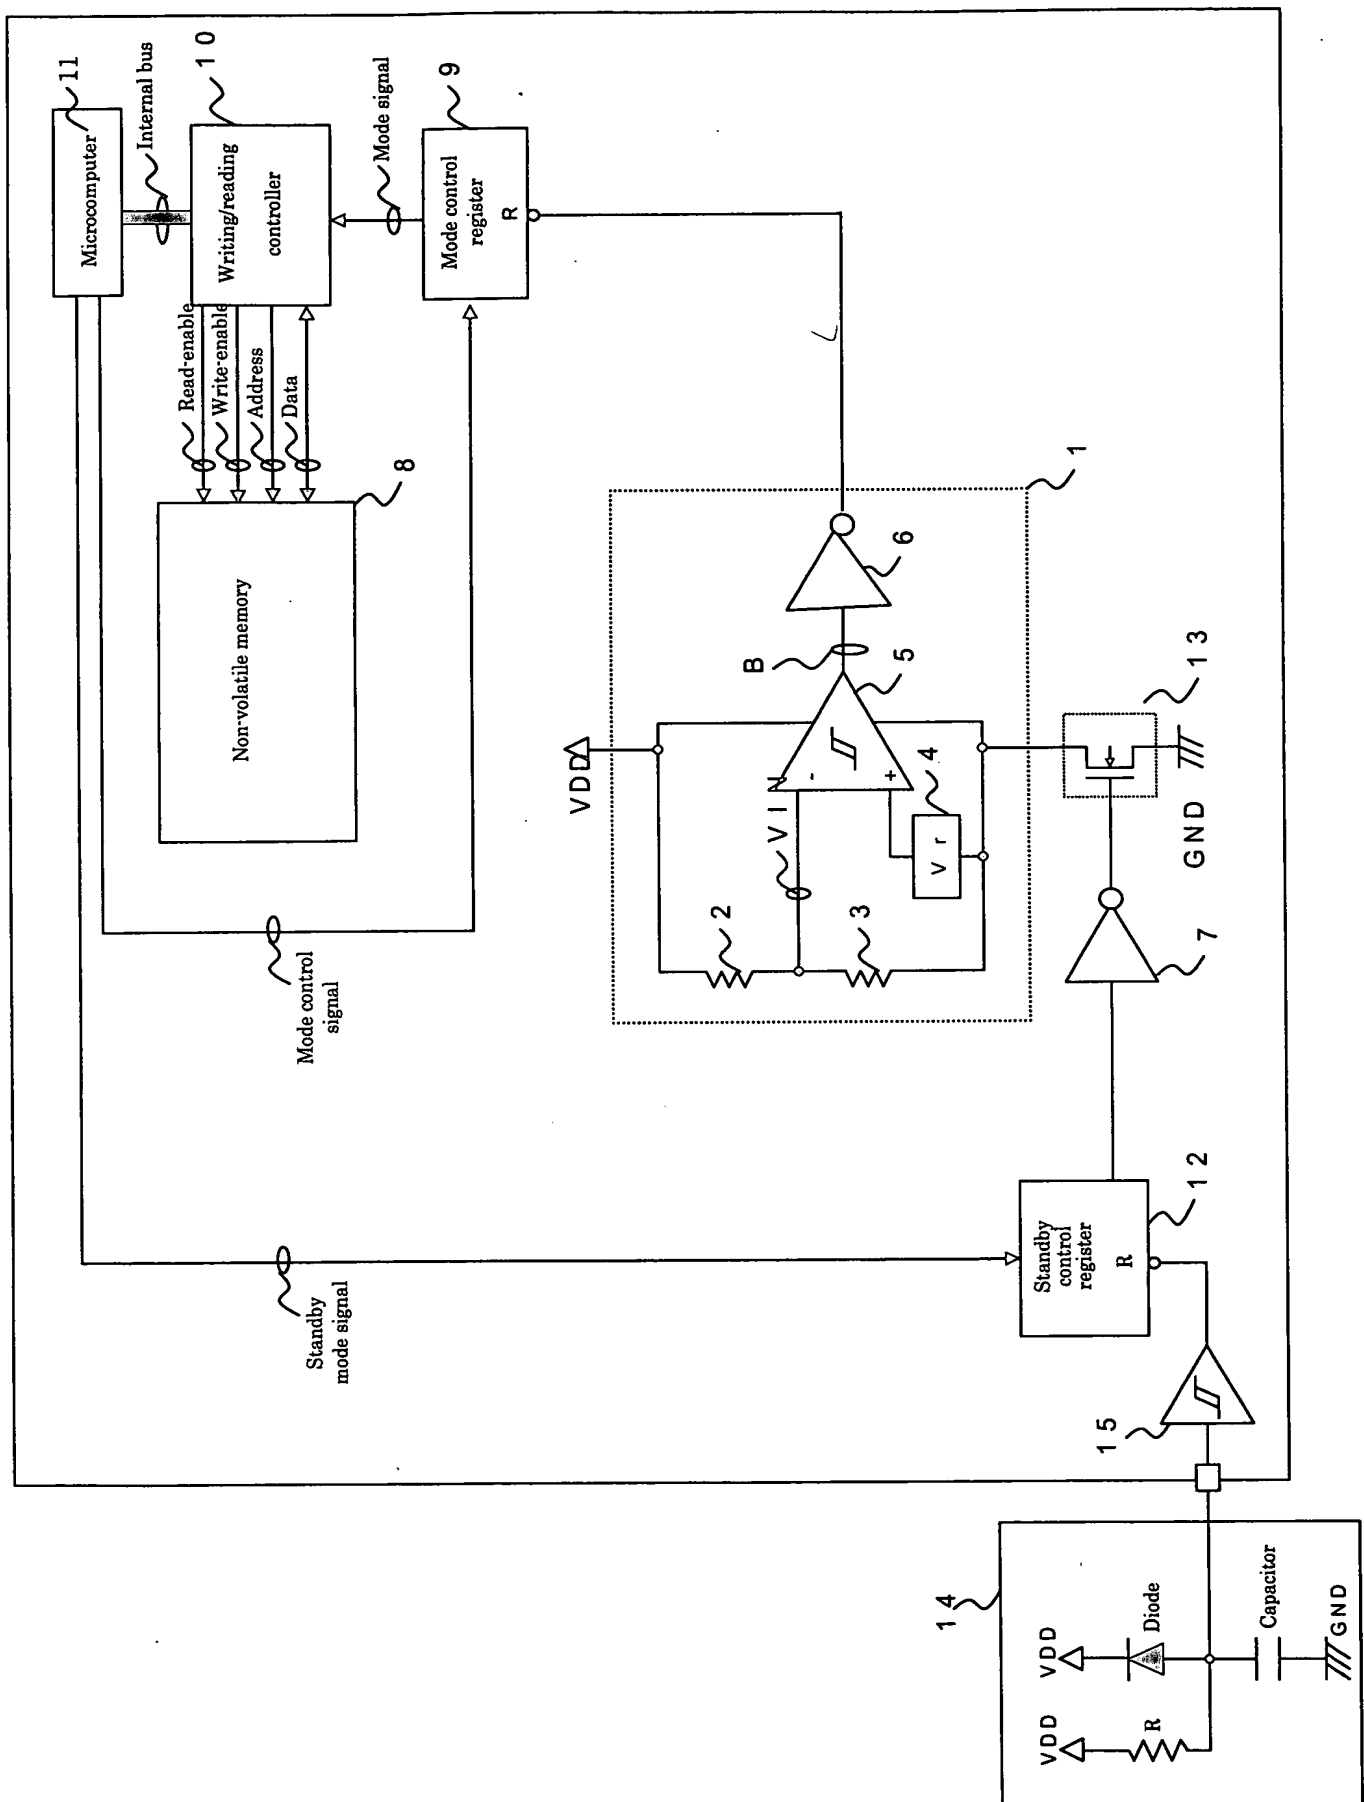 11
Microcomputer
Internal bus
10
Writing/reading
controller
Mode signal
9
Mode control
register
R
Read-enable
Write-enable
Address
Data
8
Non-volatile memory
Mode control
signal
Standby
mode signal
1
6
B
5
VDD
-
+
VI
4
Vr
2
3
13
GND
7
12
Standby
control
register
R
15
14
VDD
Diode
Capacitor
GND
VDD
R